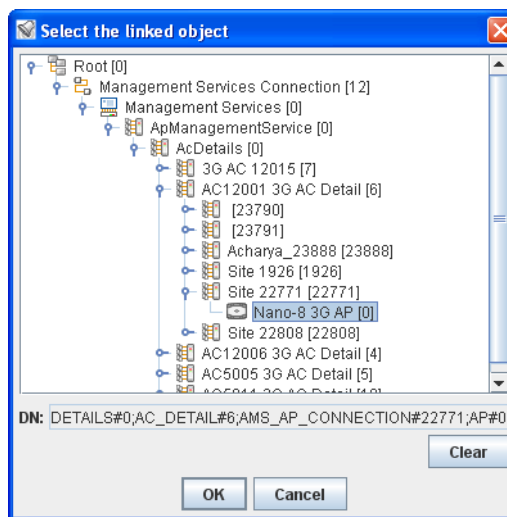 Select the linked object
Root [0]
Management Services Connection [12]
Management Services [0]
ApManagementService [0]
AcDetails [0]
3G AC 12015 [7]
AC12001 3G AC Detail [6]
[23790]
[23791]
Acharya_23888 [23888]
Site 1926 [1926]
Site 22771 [22771]
Nano-8 3G AP [0]
Site 22808 [22808]
AC12006 3G AC Detail [4]
AC5005 3G AC Detail [5]
DN: DETAILS#0;AC_DETAIL#6;AMS_AP_CONNECTION#22771;AP#0
Clear
OK Cancel